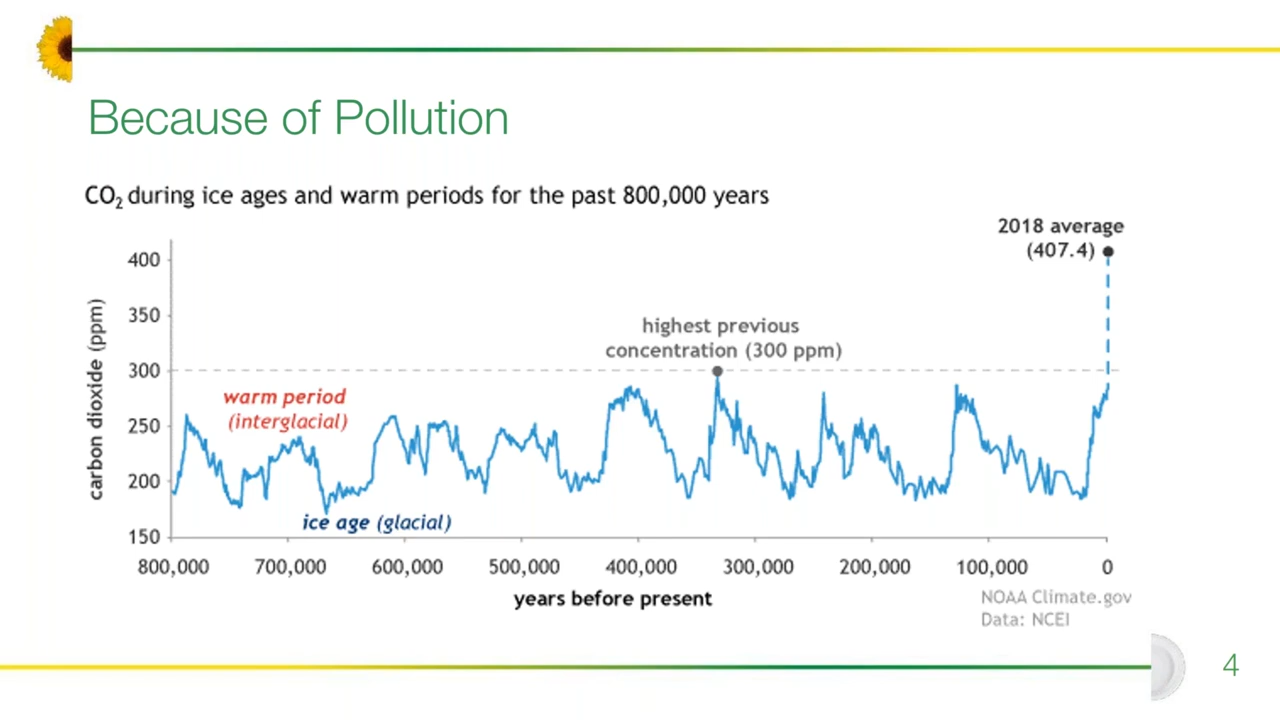 Because of Pollution
CO₂ during ice ages and warm periods for the past 800,000 years
2018 average
(407.4)
400
350
300
250
200
150
carbon dioxide (ppm)
highest previous
concentration (300 ppm)
warm period
(interglacial)
ice age (glacial)
800,000 700,000 600,000 500,000 400,000 300,000 200,000 100,000 0
years before present
NOAA Climate.gov
Data: NCEI
4